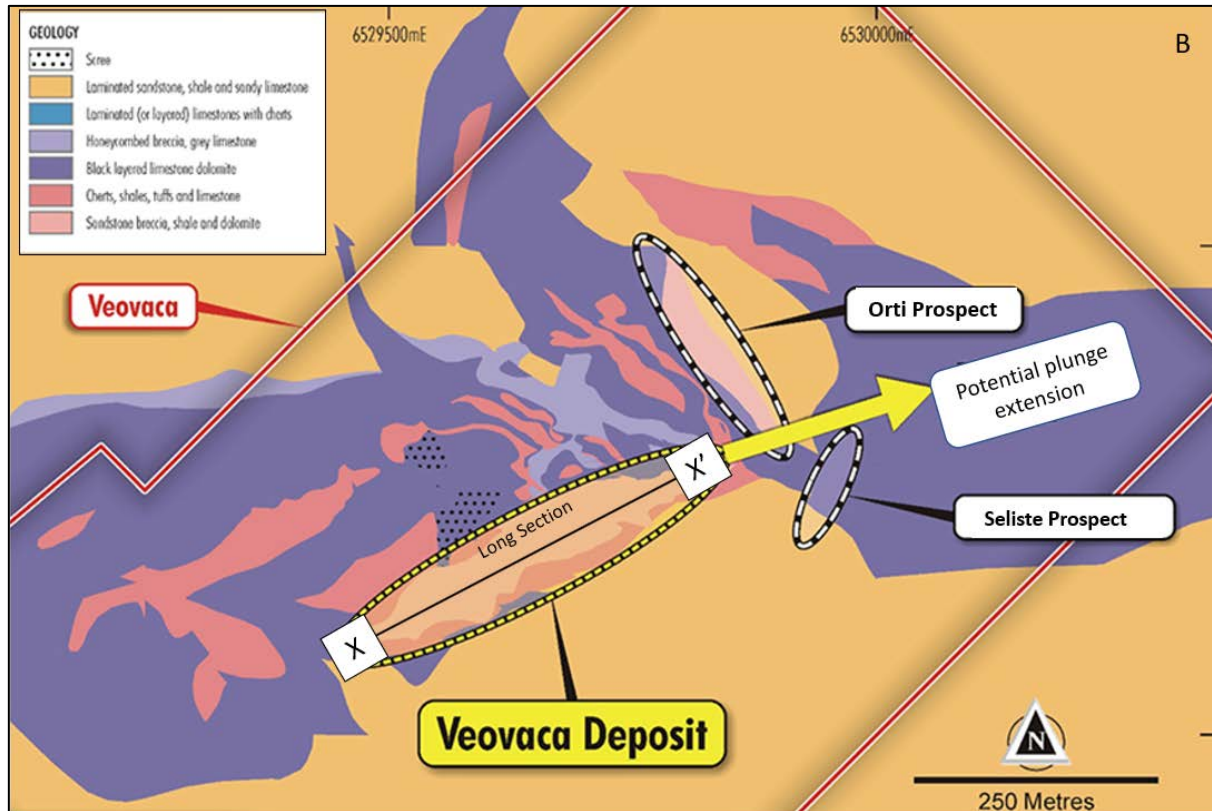 6529500mE
6530000mE
B
GEOLOGY
Scree
Laminated sandstone, shale and sandy limestone
Laminated (or layered) limestones with cherts
Honeycombed breccia, grey limestone
Black layered limestone dolomite
Cherts, shales, tuffs and limestone
Sandstone breccia, shale and dolomite
Veovaca
Orti Prospect
Potential plunge
extension
X'
Long Section
Seliste Prospect
X
Veovaca Deposit
N
250 Metres